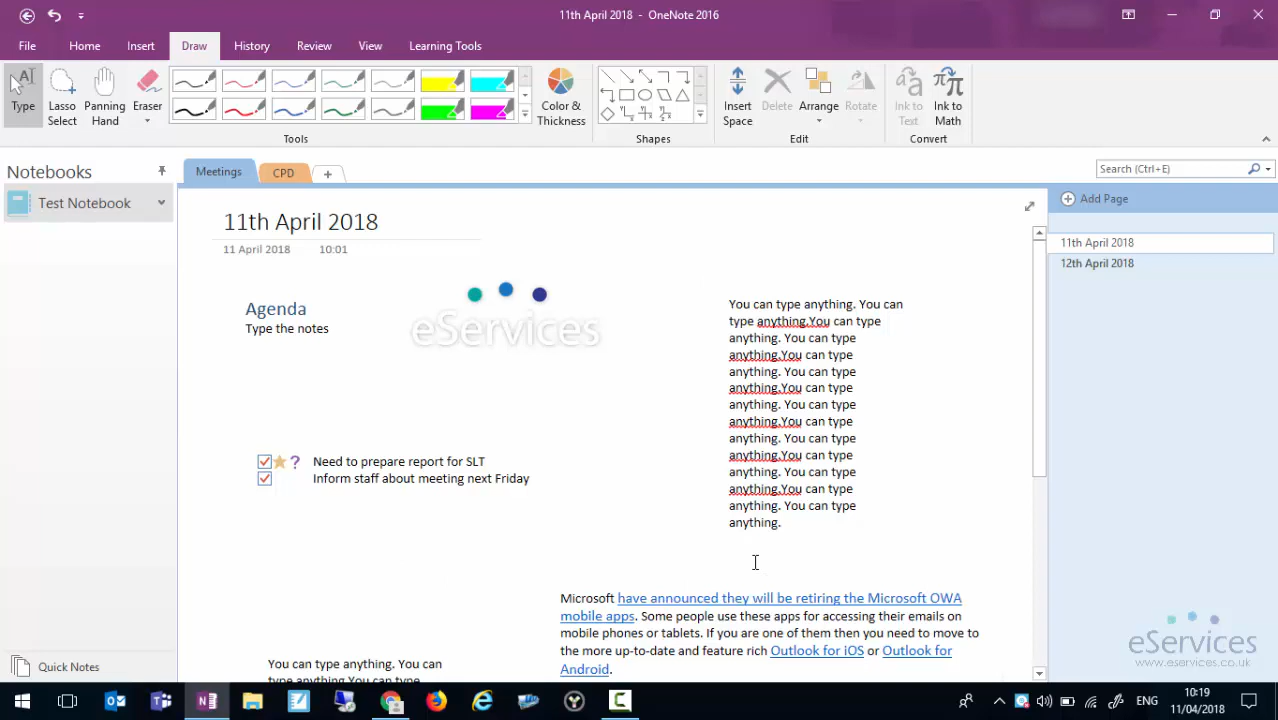 11th April 2018 - OneNote 2016
File Home Insert Draw History Review View Learning Tools
Type
Lasso Select
Panning Hand
Eraser
Color & Thickness
Insert Space
Delete
Arrange
Rotate
Ink to Text
Ink to Math
Tools
Shapes
Edit
Convert
Notebooks
Test Notebook
Meetings
CPD
Search (Ctrl+E)
Add Page
11th April 2018
12th April 2018
11th April 2018
11 April 2018 10:01
Agenda
Type the notes
eServices
Need to prepare report for SLT
Inform staff about meeting next Friday
You can type anything. You can
type anything.You can type
anything. You can type
anything.You can type
anything. You can type
anything.You can type
anything. You can type
anything.You can type
anything. You can type
anything.You can type
anything. You can type
anything.You can type
anything. You can type
anything.
Microsoft have announced they will be retiring the Microsoft OWA
mobile apps. Some people use these apps for accessing their emails on
mobile phones or tablets. If you are one of them then you need to move to
the more up-to-date and feature rich Outlook for iOS or Outlook for
Android.
You can type anything. You can
type anything.You can type
eServices
www.eservices.co.uk
Quick Notes
ENG
10:19
11/04/2018